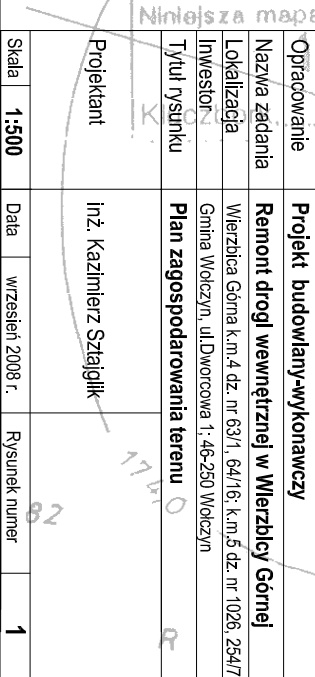 Niniejsza mapa
Opracowanie Projekt budowlany-wykonawczy
Nazwa zadania Remont drogI wewnętrznej w WIerzbIcy Górnej
Lokalizacja Wierzbica Górna k.m.4 dz. nr 63/1, 64/16; k.m.5 dz. nr 1026, 254/7
Inwestor Gmina Wołczyn, ul.Dworcowa 1; 46-250 Wołczyn
Tytuł rysunku Plan zagospodarowania terenu
Projektant inż. Kazimierz Sztajglik
Skala 1:500 Data wrzesień 2008 r. Rysunek numer 1
82
R